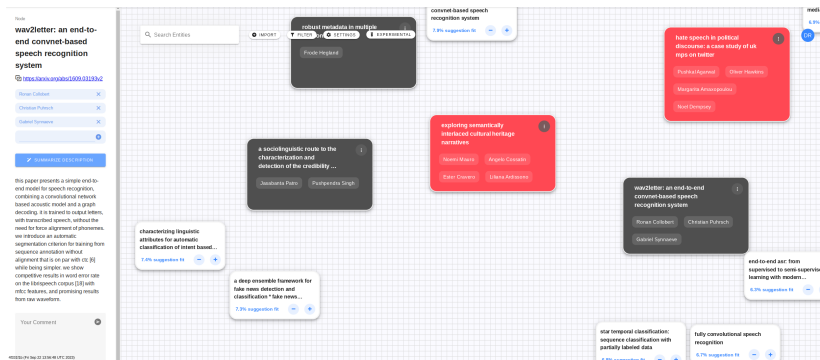 Node
wav2letter: an end-to-
end convnet-based
speech recognition
system
https://arxiv.org/abs/1609.03193v2
Ronan Collobert
Christian Puhrsch
Gabriel Synnaeve
SUMMARIZE DESCRIPTION
this paper presents a simple end-to-
end model for speech recognition,
combining a convolutional network
based acoustic model and a graph
decoding. it is trained to output letters,
with transcribed speech, without the
need for force alignment of phonemes.
we introduce an automatic
segmentation criterion for training from
sequence annotation without
alignment that is on par with ctc [6]
while being simpler. we show
competitive results in word error rate
on the librispeech corpus [18] with
mfcc features, and promising results
from raw waveform.
Your Comment
Search Entities
IMPORT
FILTER
SETTINGS
EXPERIMENTAL
robust metadata in multiple
Frode Hegland
convnet-based speech
recognition system
7.9% suggestion fit
hate speech in political
discourse: a case study of uk
mps on twitter
Pushkal Agarwal
Oliver Hawkins
Margarita Amaxopoulou
Noel Dempsey
DR
a sociolinguistic route to the
characterization and
detection of the credibility ...
Jasabanta Patro
Pushpendra Singh
exploring semantically
interlaced cultural heritage
narratives
Noemi Mauro
Angelo Cossatin
Ester Cravero
Liliana Ardissono
wav2letter: an end-to-end
convnet-based speech
recognition system
Ronan Collobert
Christian Puhrsch
Gabriel Synnaeve
characterizing linguistic
attributes for automatic
classification of intent based...
7.4% suggestion fit
a deep ensemble framework for
fake news detection and
classification * fake news...
7.3% suggestion fit
end-to-end asr: from
supervised to semi-supervised
learning with modern...
star temporal classification:
sequence classification with
partially labeled data
fully convolutional speech
recognition
8.7% suggestion fit